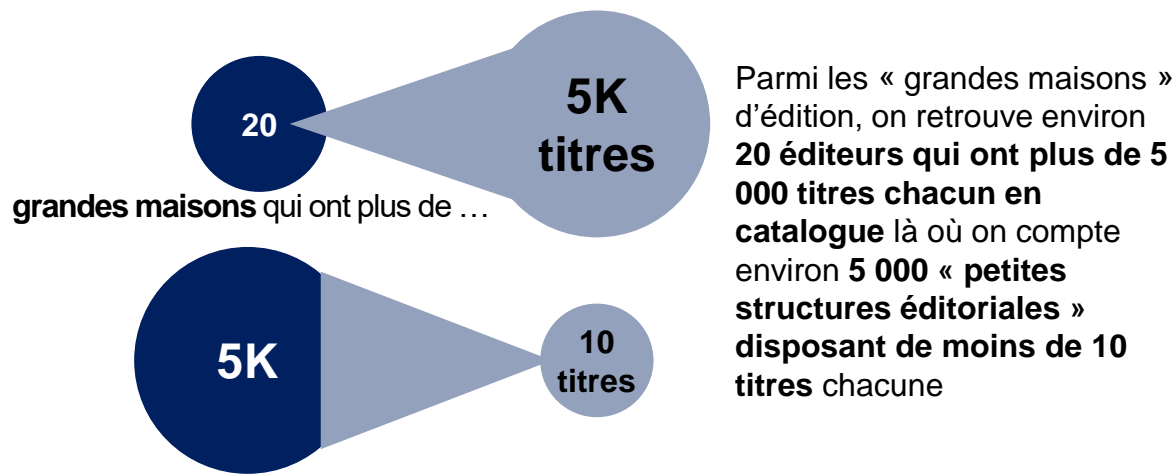 20
5K
titres
grandes maisons qui ont plus de …
5K
10
titres
Parmi les « grandes maisons »
d’édition, on retrouve environ
20 éditeurs qui ont plus de 5
000 titres chacun en
catalogue là où on compte
environ 5 000 « petites
structures éditoriales »
disposant de moins de 10
titres chacune